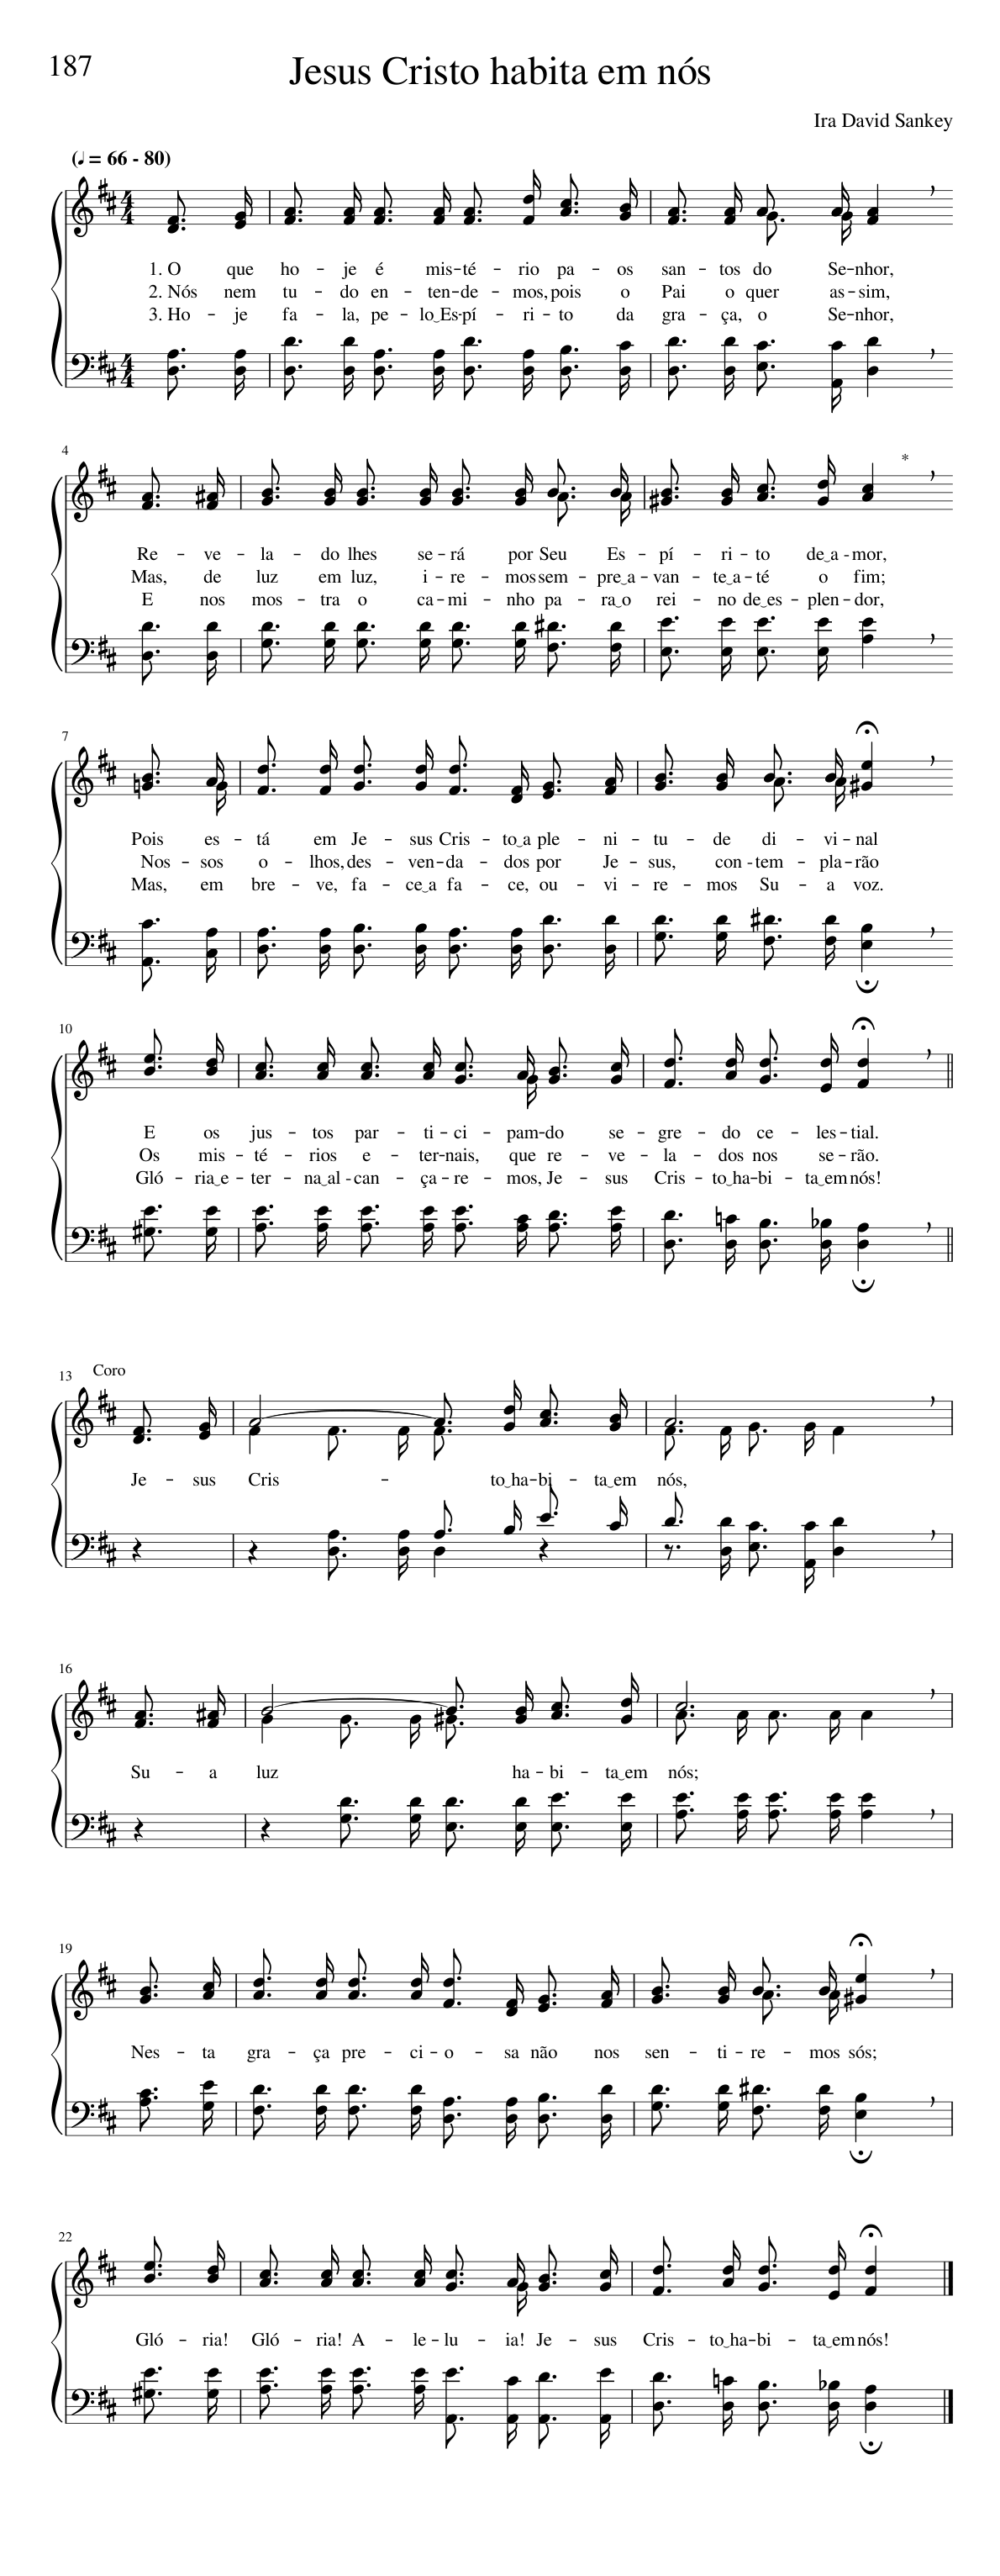 187
Jesus Cristo habita em nós
Ira David Sankey
(♩ = 66 - 80)
1. O que ho - je é mis - té - rio pa - os san - tos do Se - nhor,
2. Nós nem tu - do en - ten - de - mos, pois o Pai o quer as - sim,
3. Ho - je fa - la, pe - lo‿Es - pí - ri - to da gra - ça, o Se - nhor,
4
*
Re - ve - la - do lhes se - rá por Seu Es - pí - ri - to de‿a - mor,
Mas, de luz em luz, i - re - mos sem - pre‿a - van - te‿a - té o fim;
E nos mos - tra o ca - mi - nho pa - ra‿o rei - no de‿es - plen - dor,
7
Pois es - tá em Je - sus Cris - to‿a ple - ni - tu - de di - vi - nal
Nos - sos o - lhos, des - ven - da - dos por Je - sus, con - tem - pla - rão
Mas, em bre - ve, fa - ce‿a fa - ce, ou - vi - re - mos Su - a voz.
10
E os jus - tos par - ti - ci - pam - do se - gre - do ce - les - tial.
Os mis - té - rios e - ter - nais, que re - ve - la - dos nos se - rão.
Gló - ria‿e - ter - na‿al - can - ça - re - mos, Je - sus Cris - to‿ha - bi - ta‿em nós!
13
Coro
Je - sus Cris - to‿ha - bi - ta‿em nós,
16
Su - a luz ha - bi - ta‿em nós;
19
Nes - ta gra - ça pre - ci - o - sa não nos sen - ti - re - mos sós;
22
Gló - ria! Gló - ria! A - le - lu - ia! Je - sus Cris - to‿ha - bi - ta‿em nós!